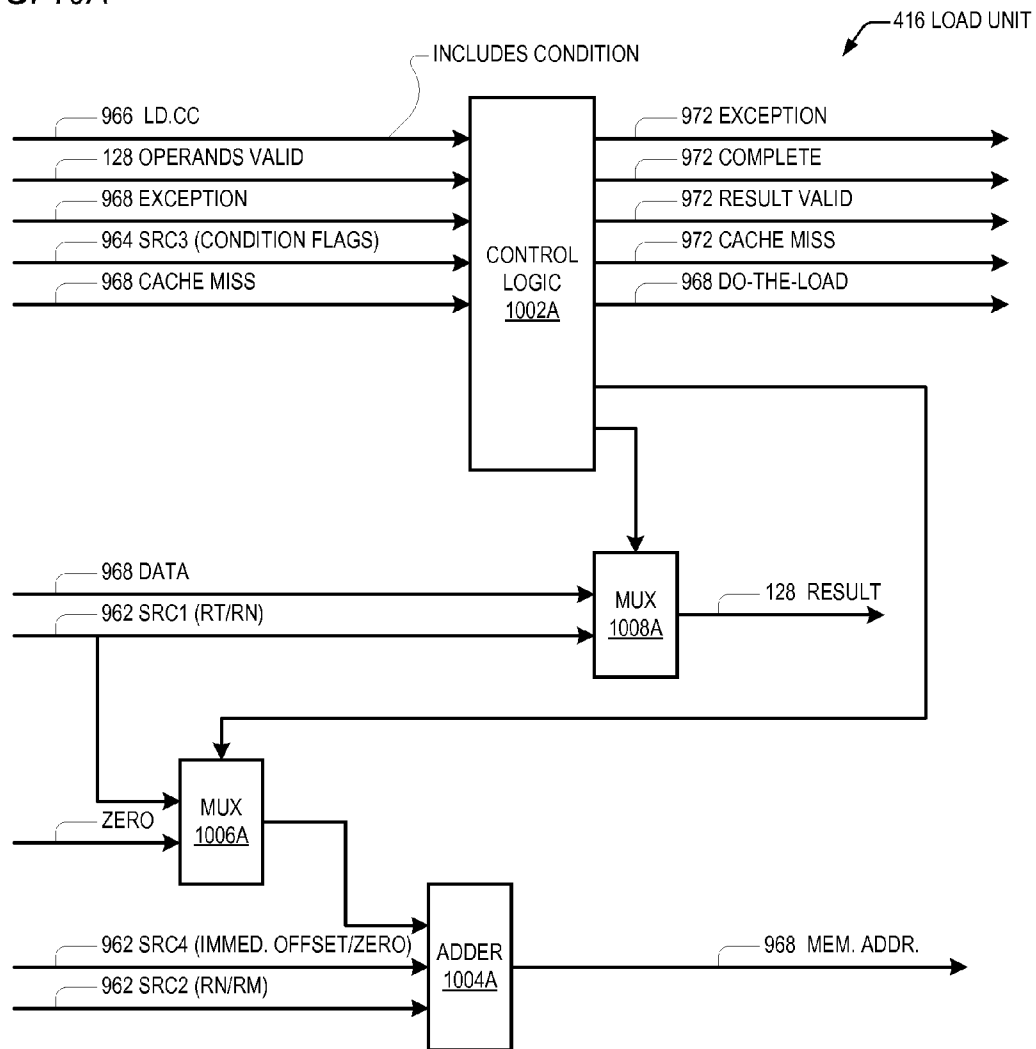 416 LOAD UNIT
INCLUDES CONDITION
966 LD.CC
128 OPERANDS VALID
968 EXCEPTION
964 SRC3 (CONDITION FLAGS)
968 CACHE MISS
CONTROL
LOGIC
1002A
972 EXCEPTION
972 COMPLETE
972 RESULT VALID
972 CACHE MISS
968 DO-THE-LOAD
968 DATA
962 SRC1 (RT/RN)
MUX
1008A
128 RESULT
ZERO
MUX
1006A
962 SRC4 (IMMED. OFFSET/ZERO)
962 SRC2 (RN/RM)
ADDER
1004A
968 MEM. ADDR.